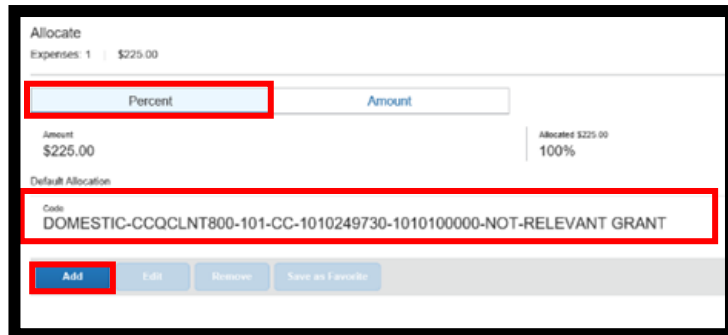 Allocate
Expenses: 1 | $225.00
Percent Amount
Amount Allocated $225.00
$225.00 100%
Default Allocation
Code
DOMESTIC-CCQCLNT800-101-CC-1010249730-1010100000-NOT-RELEVANT GRANT
Add Edit Remove Save as Favorite